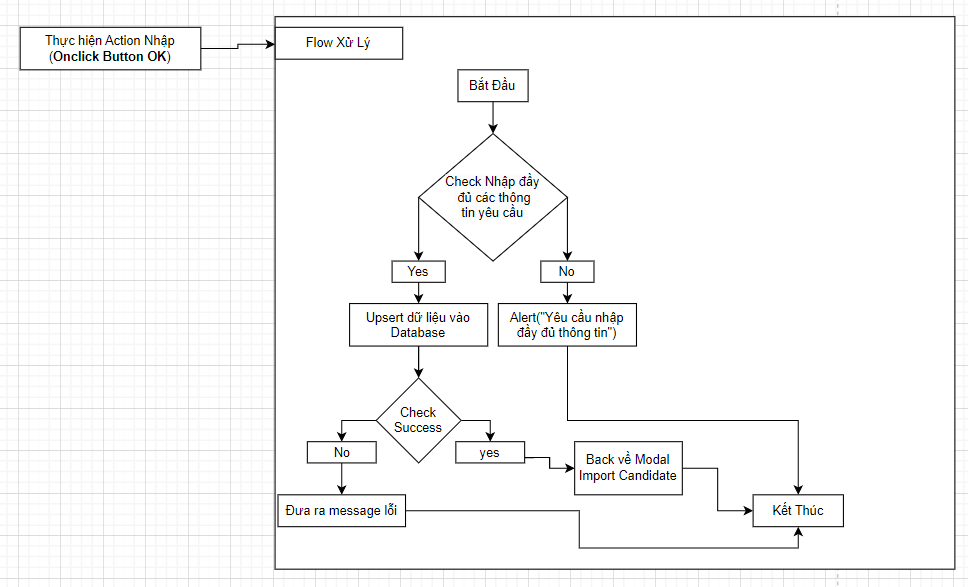 Thực hiện Action Nhập
(Onclick Button OK)
Flow Xử Lý
Bắt Đầu
Check Nhập đầy
đủ các thông
tin yêu cầu
Yes
No
Upsert dữ liệu vào
Database
Alert("Yêu cầu nhập
đầy đủ thông tin")
Check
Success
No
yes
Back về Modal
Import Candidate
Đưa ra message lỗi
Kết Thúc